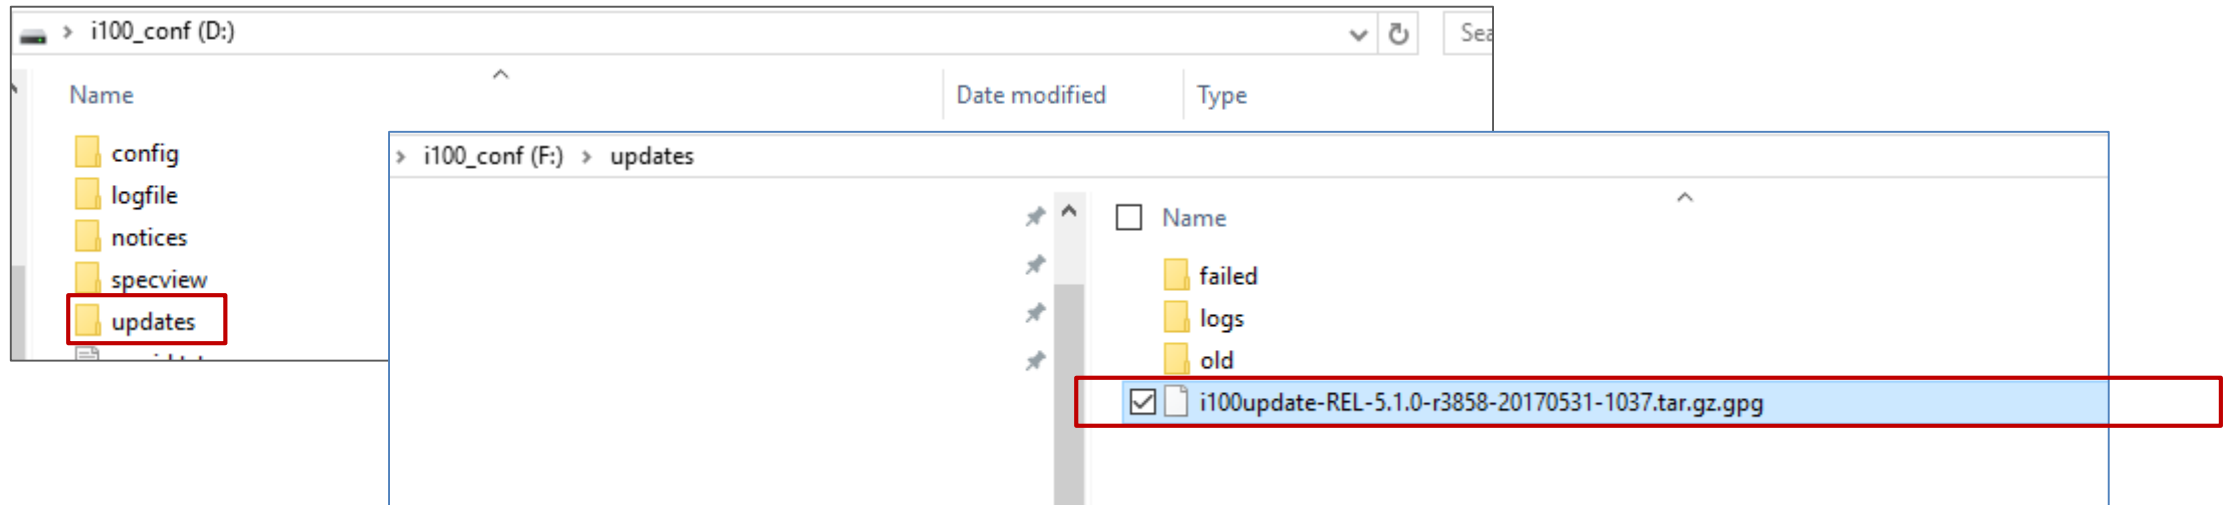 i100_conf (D:)
Sea
Name
Date modified
Type
config
logfile
notices
specview
updates
i100_conf (F:) > updates
Name
failed
logs
old
i100update-REL-5.1.0-r3858-20170531-1037.tar.gz.gpg